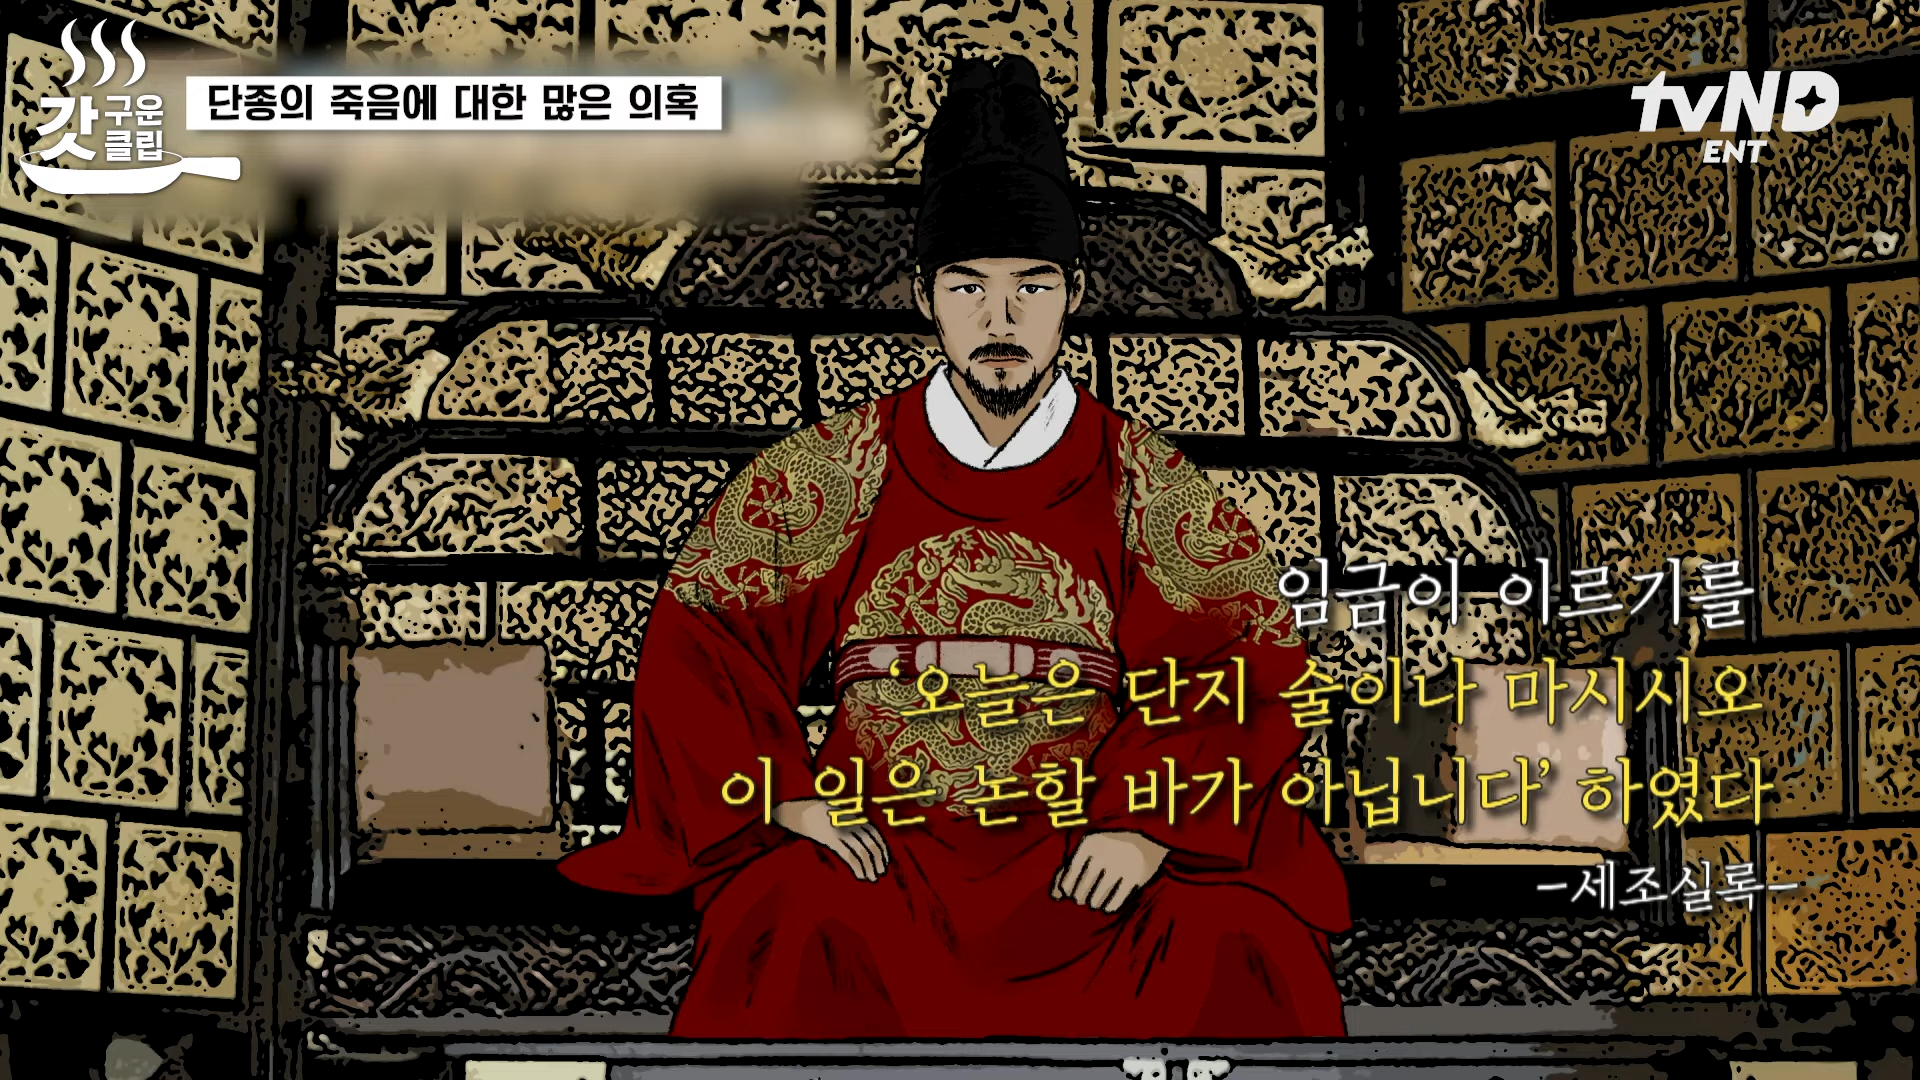 갓구운클립
단종의 죽음에 대한 많은 의혹
tvND
ENT
임금이 이르기를
‘오늘은 단지 술이나 마시시오
이 일은 논할 바가 아닙니다’ 하였다
-세조실록-